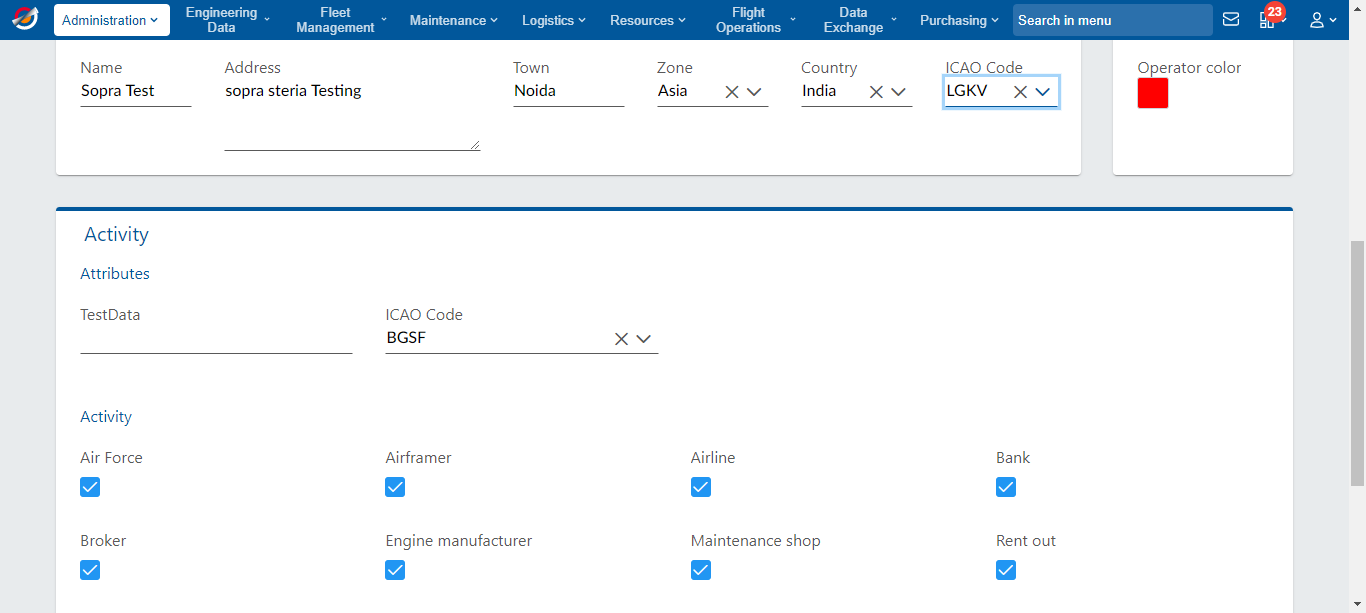 Administration
Engineering Data
Fleet Management
Maintenance
Logistics
Resources
Flight Operations
Data Exchange
Purchasing
Search in menu
23
Name
Address
Town
Zone
Country
ICAO Code
Operator color
Sopra Test
sopra steria Testing
Noida
Asia
India
LGKV
Activity
Attributes
TestData
ICAO Code
BGSF
Activity
Air Force
Airframer
Airline
Bank
Broker
Engine manufacturer
Maintenance shop
Rent out